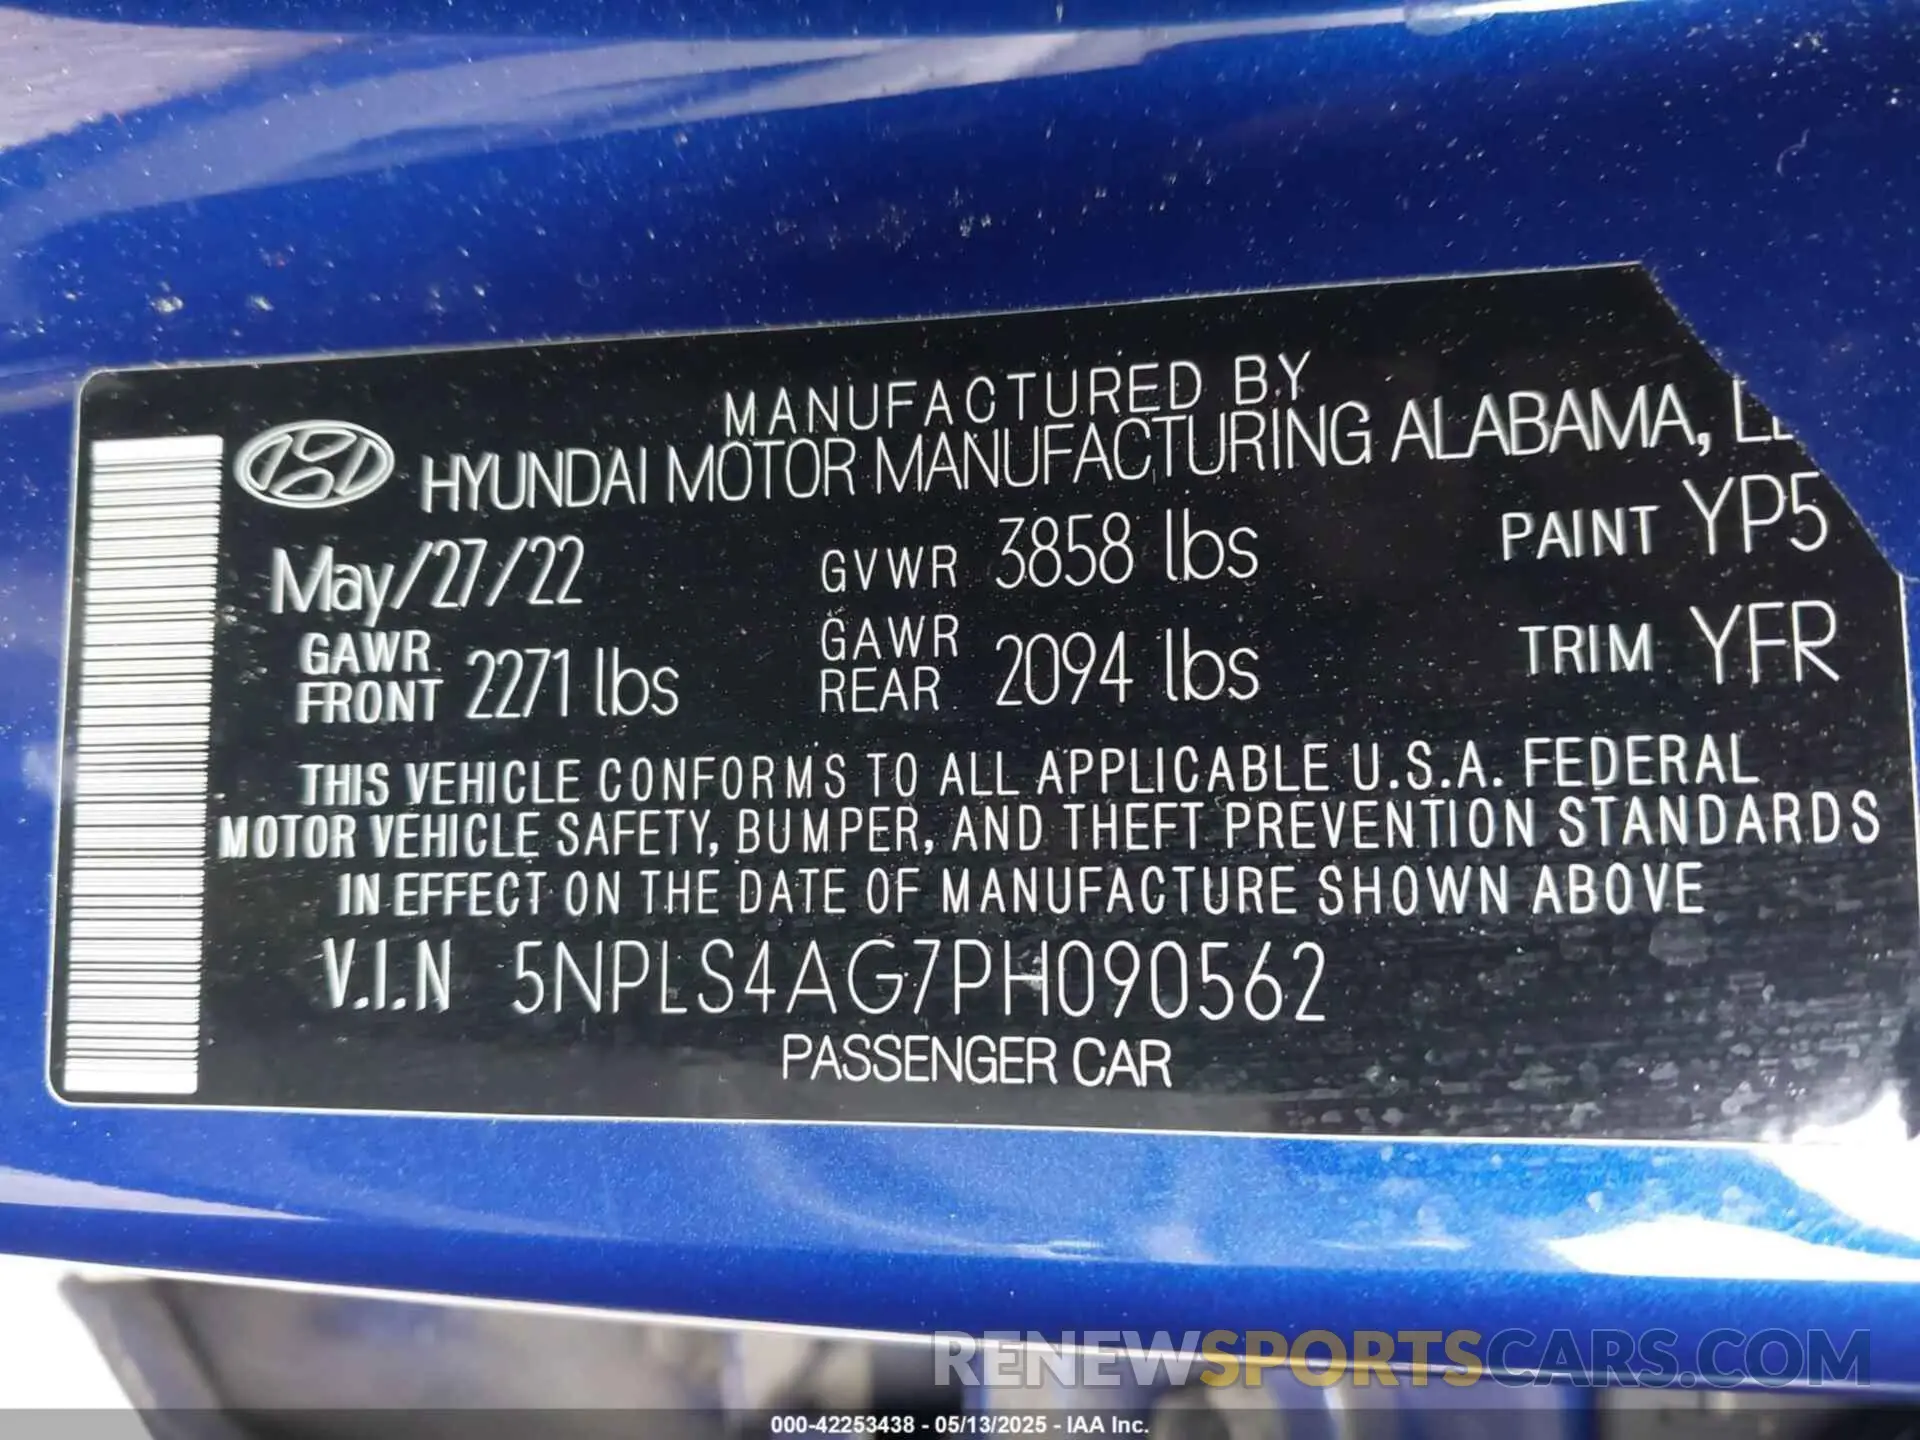 MANUFACTURED BY
HYUNDAI MOTOR MANUFACTURING ALABAMA,
May/27/22 GVWR 3858 lbs PAINT YP5
GAWR FRONT 2271 lbs GAWR REAR 2094 lbs TRIM YFR
THIS VEHICLE CONFORMS TO ALL APPLICABLE U.S.A. FEDERAL
MOTOR VEHICLE SAFETY, BUMPER, AND THEFT PREVENTION STANDARDS
IN EFFECT ON THE DATE OF MANUFACTURE SHOWN ABOVE
V.I.N 5NPLS4AG7PH090562
PASSENGER CAR
RENEWSPORTSCARS.COM
000-42253438 - 05/13/2025 - IAA Inc.